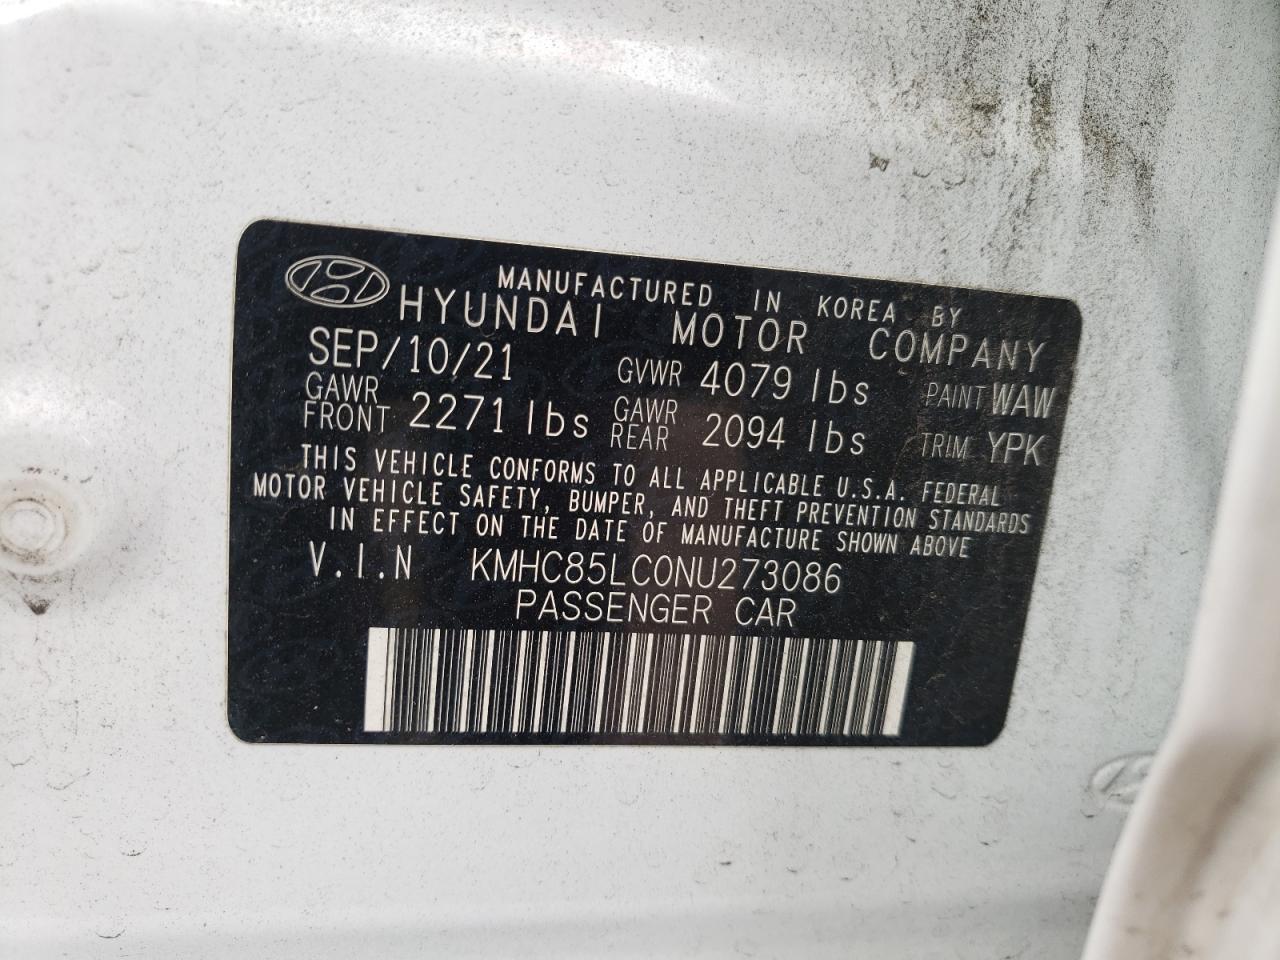 MANUFACTURED IN KOREA BY
HYUNDAI MOTOR COMPANY
SEP/10/21 GVWR 4079 lbs PAINT WAW
GAWR FRONT 2271 lbs GAWR REAR 2094 lbs TRIM YPK
THIS VEHICLE CONFORMS TO ALL APPLICABLE U.S.A. FEDERAL
MOTOR VEHICLE SAFETY, BUMPER, AND THEFT PREVENTION STANDARDS
IN EFFECT ON THE DATE OF MANUFACTURE SHOWN ABOVE
V.I.N KMHC85LC0NU273086
PASSENGER CAR